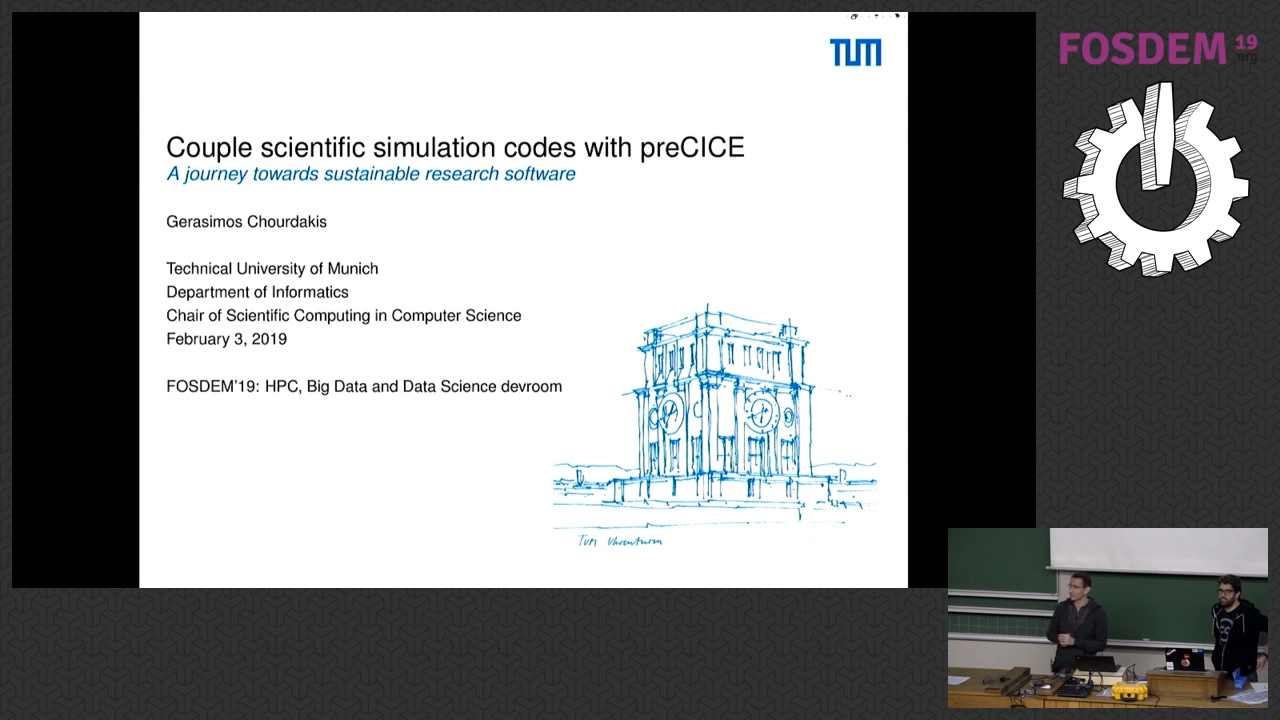 TUM
FOSDEM 19
.org
Couple scientific simulation codes with preCICE
A journey towards sustainable research software
Gerasimos Chourdakis
Technical University of Munich
Department of Informatics
Chair of Scientific Computing in Computer Science
February 3, 2019
FOSDEM'19: HPC, Big Data and Data Science devroom
TUM Uhrenturm